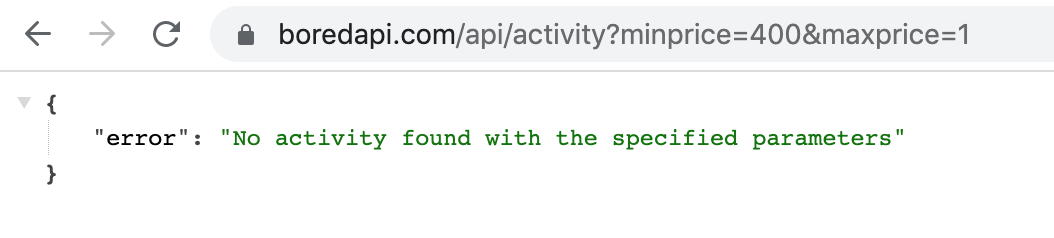 boredapi.com/api/activity?minprice=400&maxprice=1
{
"error": "No activity found with the specified parameters"
}